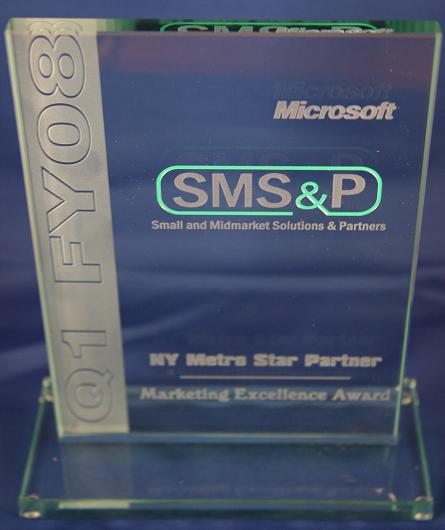 Microsoft
SMS&P
Small and Midmarket Solutions & Partners
NY Metro Star Partner
Marketing Excellence Award
Q1 FY08